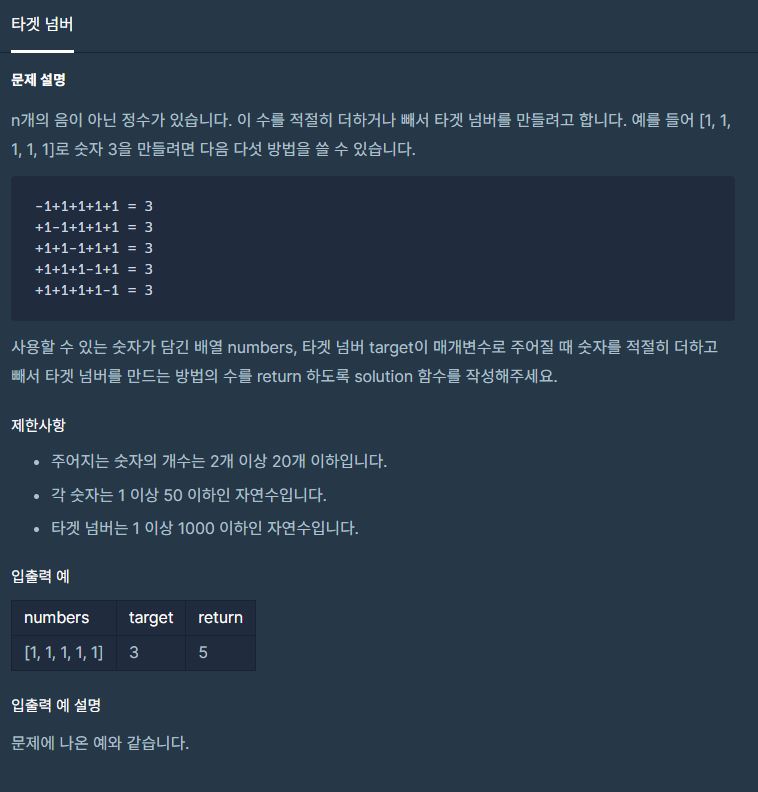 타겟 넘버
문제 설명
n개의 음이 아닌 정수가 있습니다. 이 수를 적절히 더하거나 빼서 타겟 넘버를 만들려고 합니다. 예를 들어 [1, 1,
1, 1, 1]로 숫자 3을 만들려면 다음 다섯 방법을 쓸 수 있습니다.
-1+1+1+1+1 = 3
+1-1+1+1+1 = 3
+1+1-1+1+1 = 3
+1+1+1-1+1 = 3
+1+1+1+1-1 = 3
사용할 수 있는 숫자가 담긴 배열 numbers, 타겟 넘버 target이 매개변수로 주어질 때 숫자를 적절히 더하고
빼서 타겟 넘버를 만드는 방법의 수를 return 하도록 solution 함수를 작성해주세요.
제한사항
• 주어지는 숫자의 개수는 2개 이상 20개 이하입니다.
• 각 숫자는 1 이상 50 이하인 자연수입니다.
• 타겟 넘버는 1 이상 1000 이하인 자연수입니다.
입출력 예
numbers target return
[1, 1, 1, 1, 1] 3 5
입출력 예 설명
문제에 나온 예와 같습니다.